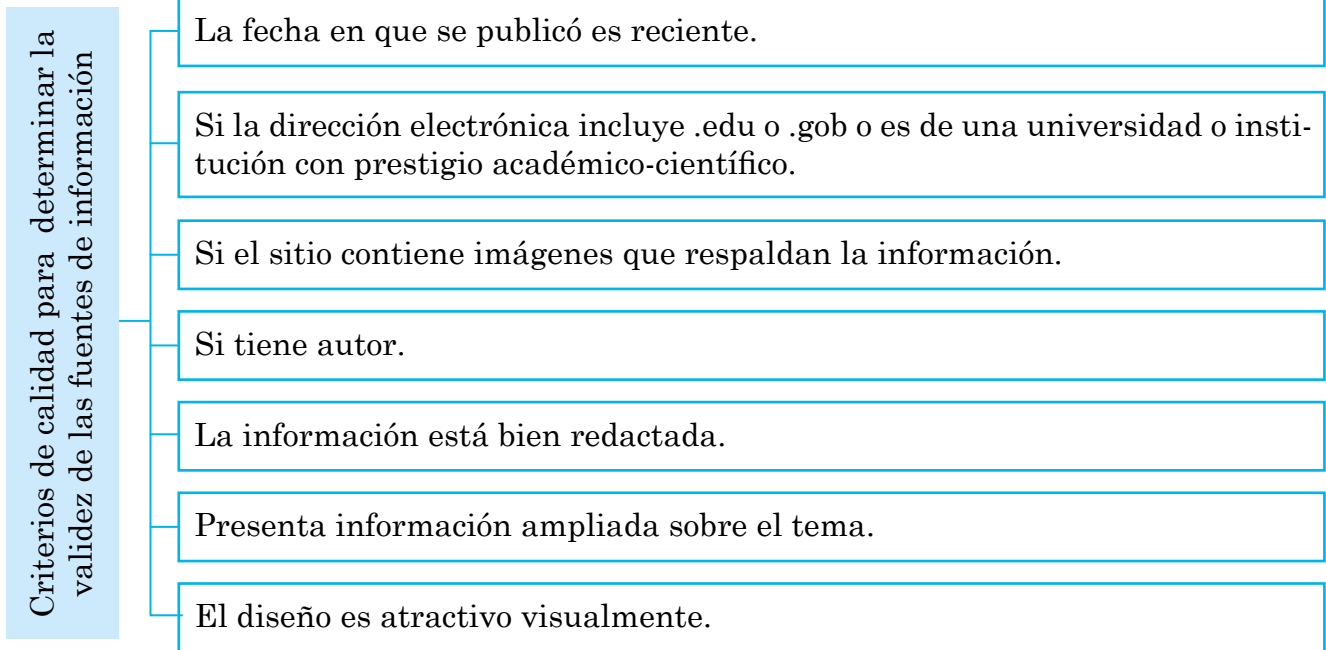 Criterios de calidad para determinar la
validez de las fuentes de información
La fecha en que se publicó es reciente.
Si la dirección electrónica incluye .edu o .gob o es de una universidad o insti-
tución con prestigio académico-científico.
Si el sitio contiene imágenes que respaldan la información.
Si tiene autor.
La información está bien redactada.
Presenta información ampliada sobre el tema.
El diseño es atractivo visualmente.